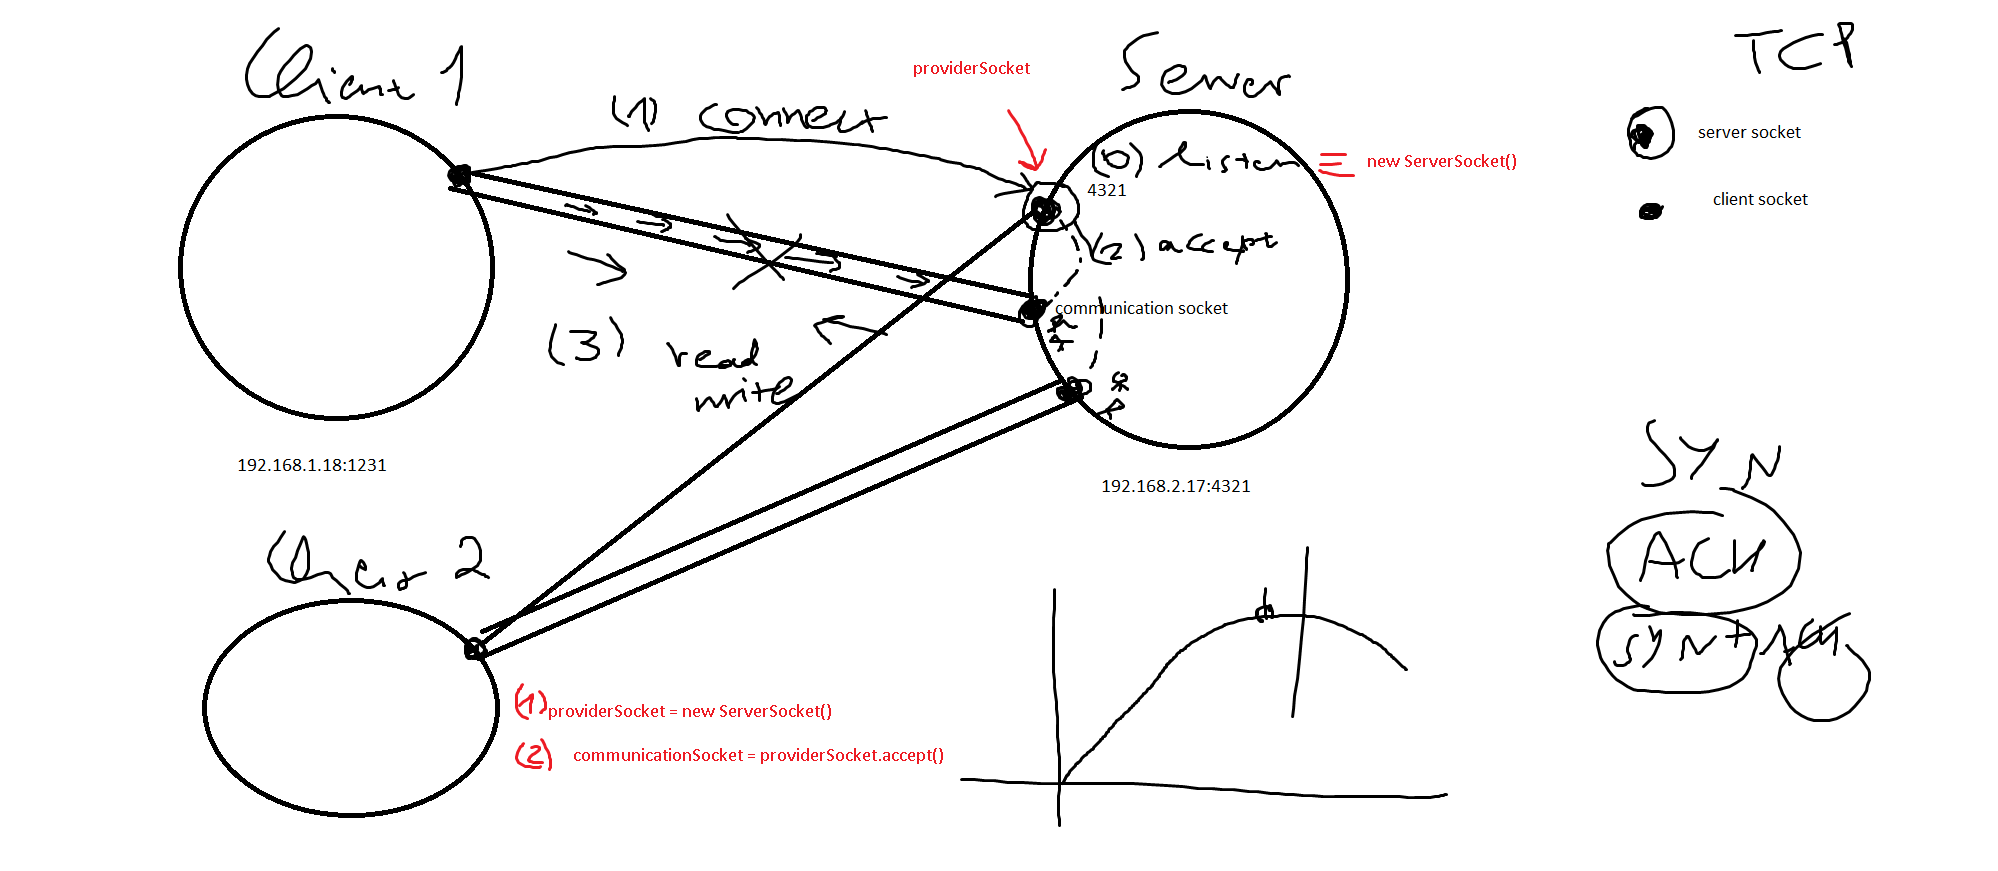 Client 1
(1) connect
providerSocket
Server
TCP
server socket
(0) listen
new ServerSocket()
4321
client socket
(2) accept
communication socket
(3) read
write
192.168.1.18:1231
192.168.2.17:4321
SYN
ACK
SYN+ACK
Client 2
(1) providerSocket = new ServerSocket()
(2) communicationSocket = providerSocket.accept()